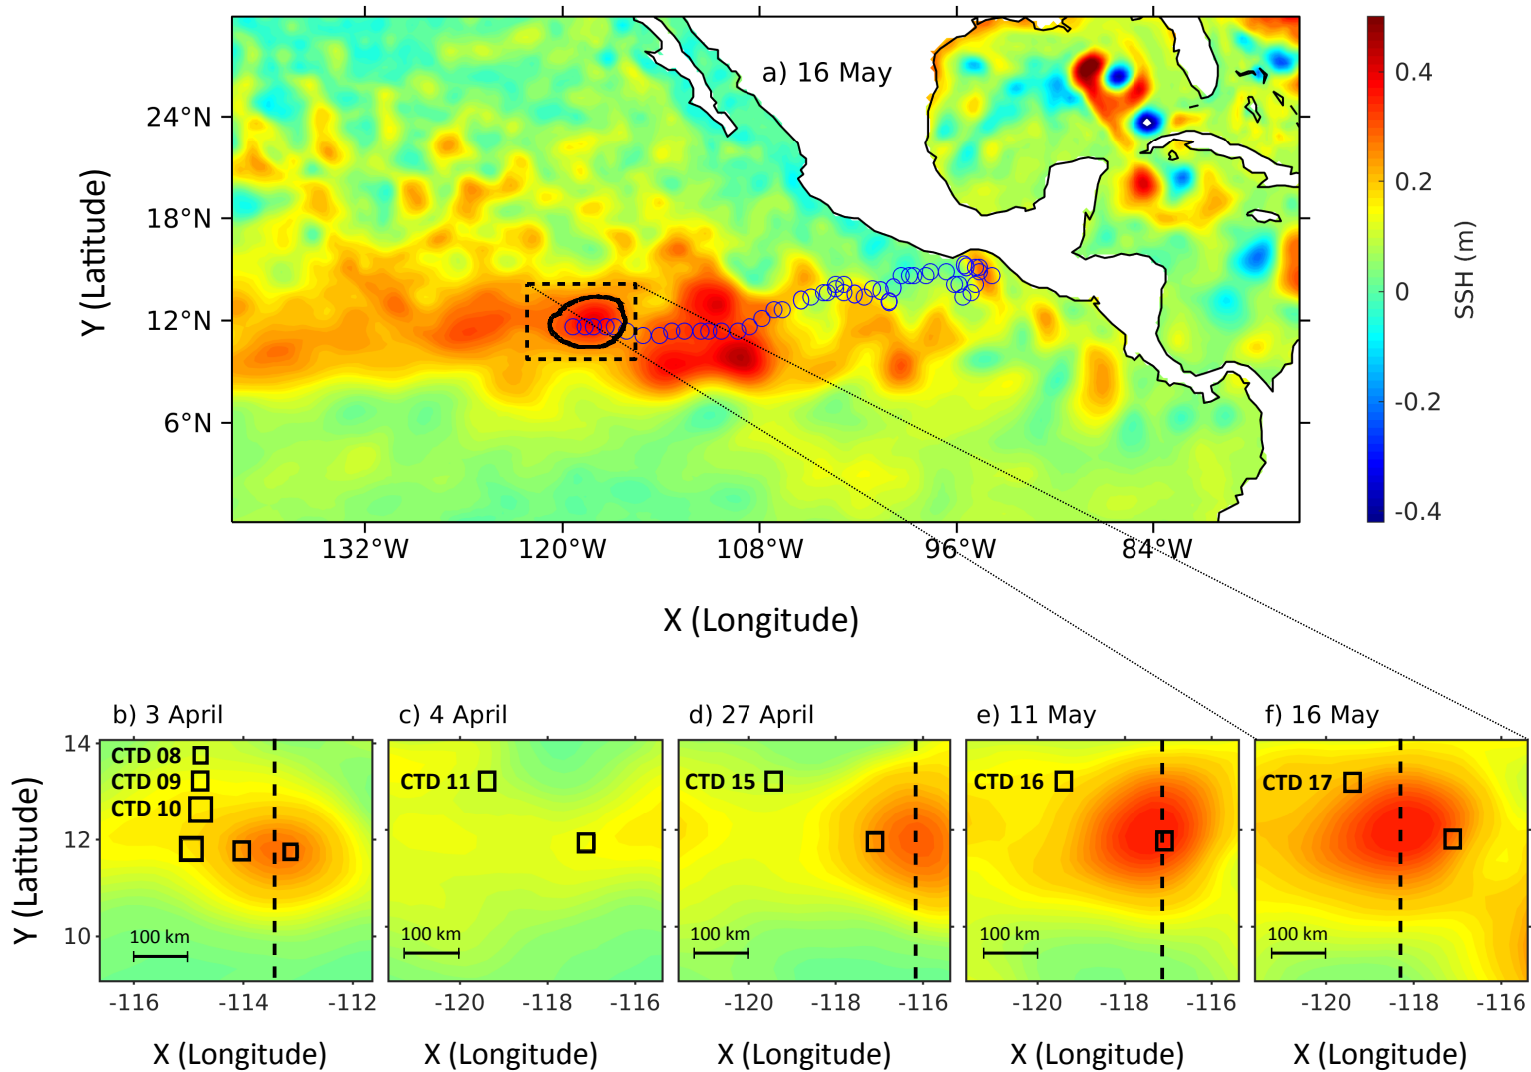 a) 16 May
24°N
18°N
12°N
6°N
Y (Latitude)
132°W 120°W 108°W 96°W 84°W
X (Longitude)
0.4
0.2
0
-0.2
-0.4
SSH (m)
b) 3 April
CTD 08
CTD 09
CTD 10
100 km
14
12
10
Y (Latitude)
-116 -114 -112
X (Longitude)
c) 4 April
CTD 11
100 km
-120 -118 -116
X (Longitude)
d) 27 April
CTD 15
100 km
-120 -118 -116
X (Longitude)
e) 11 May
CTD 16
100 km
-120 -118 -116
X (Longitude)
f) 16 May
CTD 17
100 km
-120 -118 -116
X (Longitude)